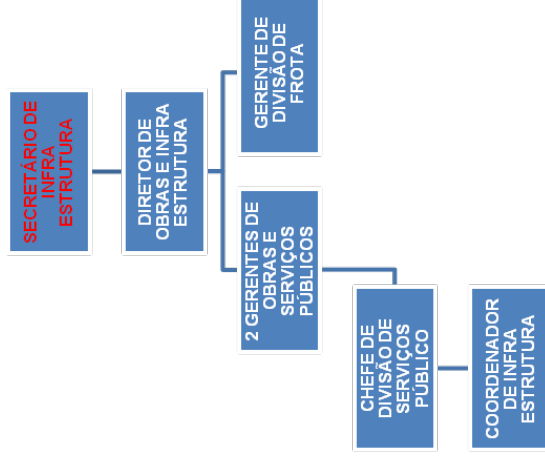 SECRETÁRIO DE
INFRA
ESTRUTURA
DIRETOR DE
OBRAS E INFRA
ESTRUTURA
2 GERENTES DE
OBRAS E
SERVIÇOS
PÚBLICOS
GERENTE DE
DIVISÃO DE
FROTA
CHEFE DE
DIVISÃO DE
SERVIÇOS
PÚBLICO
COORDENADOR
DE INFRA
ESTRUTURA